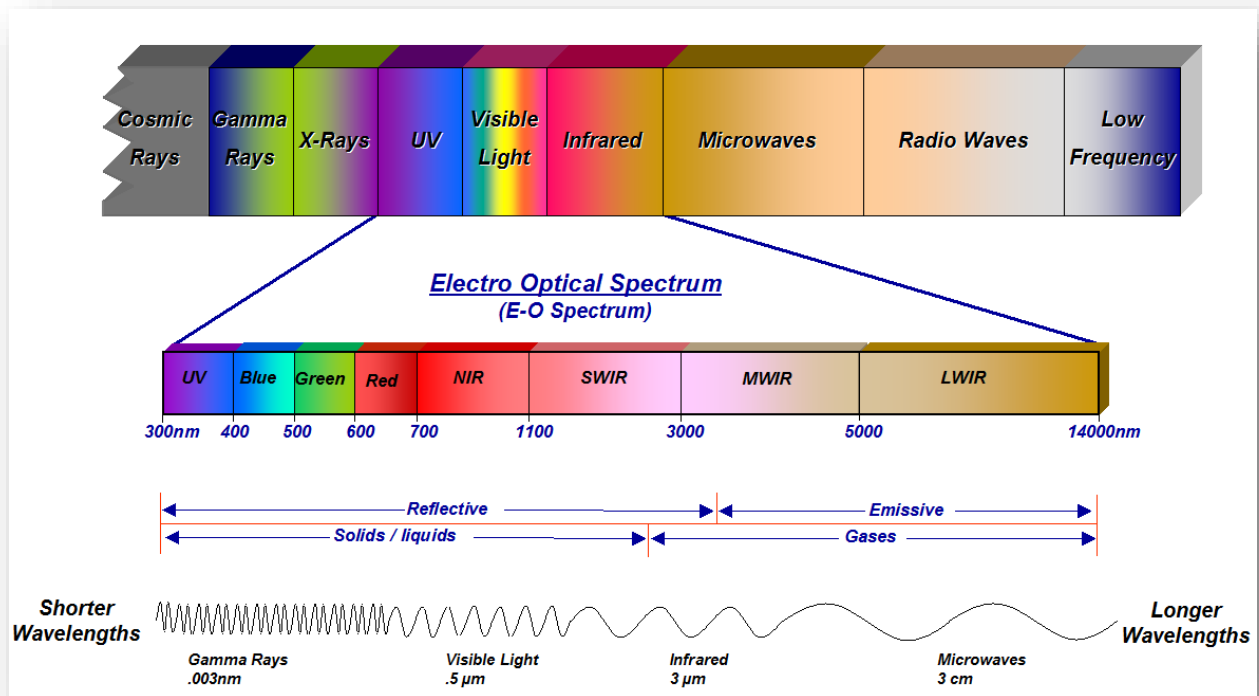 Cosmic Gamma X-Rays UV Visible Infrared Microwaves Radio Waves Low
Rays Rays Light Frequency
Electro Optical Spectrum
(E-O Spectrum)
UV Blue Green Red NIR SWIR MWIR LWIR
300nm 400 500 600 700 1100 3000 5000 14000nm
Reflective Emissive
Solids / liquids Gases
Shorter Longer
Wavelengths Wavelengths
Gamma Rays Visible Light Infrared Microwaves
.003nm .5 µm 3 µm 3 cm